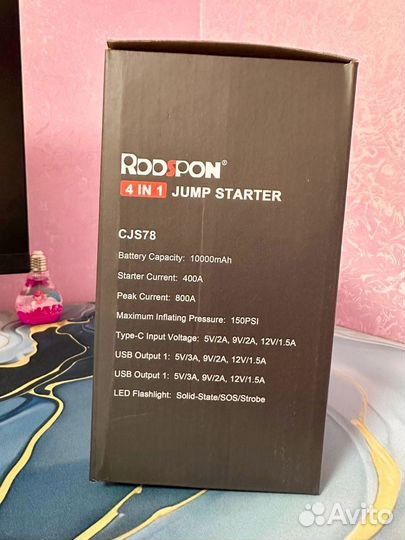 RODSPON®
4 IN 1 JUMP STARTER
CJS78
Battery Capacity: 10000mAh
Starter Current: 400A
Peak Current: 800A
Maximum Inflating Pressure: 150PSI
Type-C Input Voltage: 5V/2A, 9V/2A, 12V/1.5A
USB Output 1: 5V/3A, 9V/2A, 12V/1.5A
USB Output 1: 5V/3A, 9V/2A, 12V/1.5A
LED Flashlight: Solid-State/SOS/Strobe
Avito